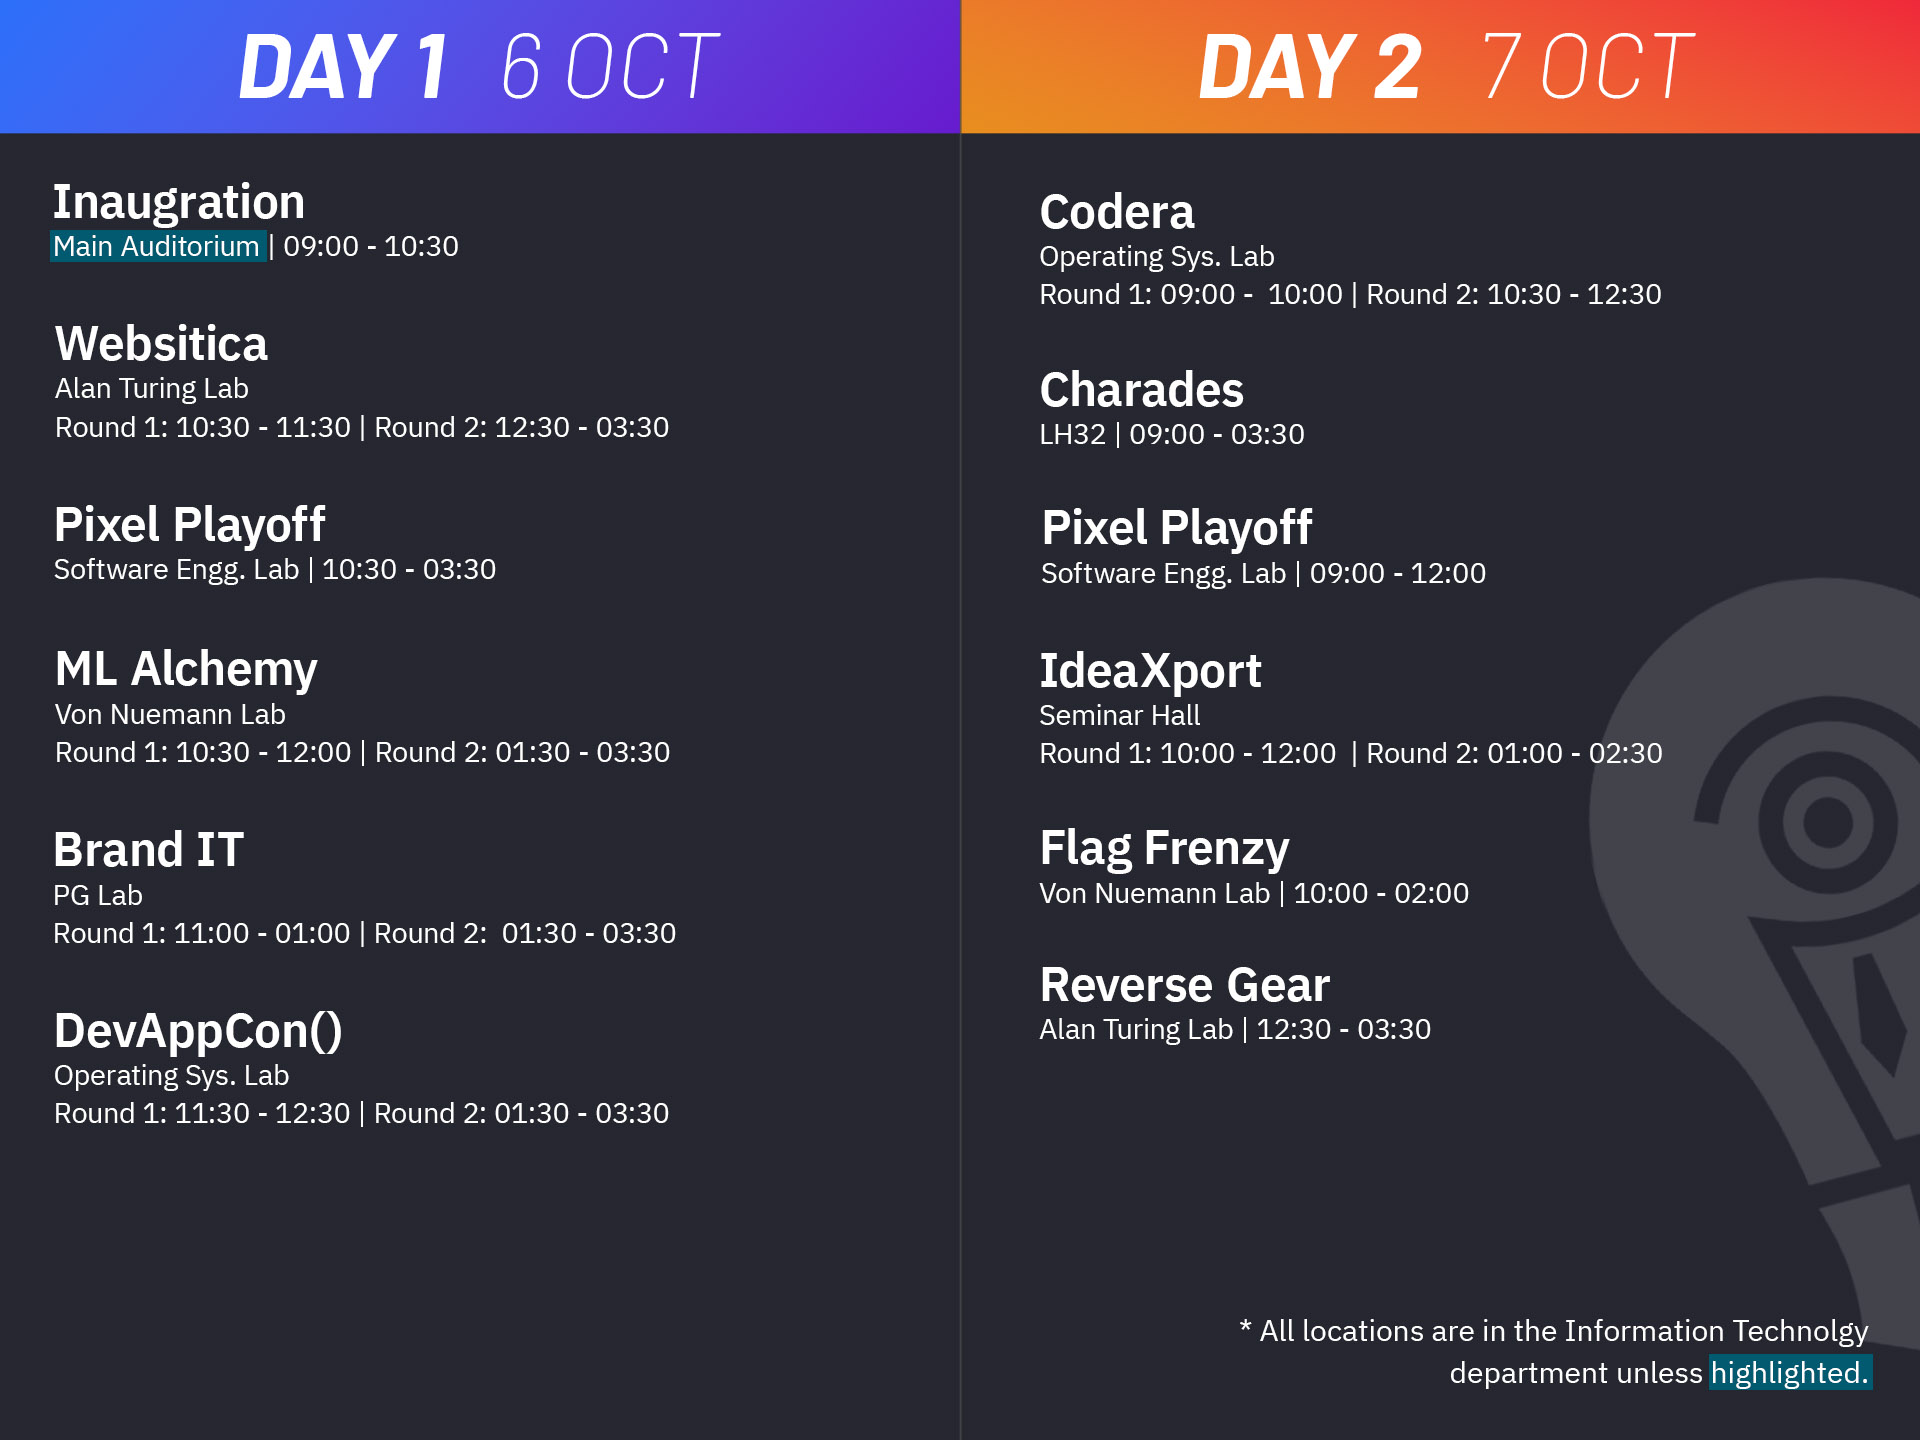 DAY 1 6 OCT
Inaugration
Main Auditorium | 09:00 - 10:30
Websitica
Alan Turing Lab
Round 1: 10:30 - 11:30 | Round 2: 12:30 - 03:30
Pixel Playoff
Software Engg. Lab | 10:30 - 03:30
ML Alchemy
Von Nuemann Lab
Round 1: 10:30 - 12:00 | Round 2: 01:30 - 03:30
Brand IT
PG Lab
Round 1: 11:00 - 01:00 | Round 2: 01:30 - 03:30
DevAppCon()
Operating Sys. Lab
Round 1: 11:30 - 12:30 | Round 2: 01:30 - 03:30
DAY 2 7 OCT
Codera
Operating Sys. Lab
Round 1: 09:00 - 10:00 | Round 2: 10:30 - 12:30
Charades
LH32 | 09:00 - 03:30
Pixel Playoff
Software Engg. Lab | 09:00 - 12:00
IdeaXport
Seminar Hall
Round 1: 10:00 - 12:00 | Round 2: 01:00 - 02:30
Flag Frenzy
Von Nuemann Lab | 10:00 - 02:00
Reverse Gear
Alan Turing Lab | 12:30 - 03:30
* All locations are in the Information Technolgy
department unless highlighted.